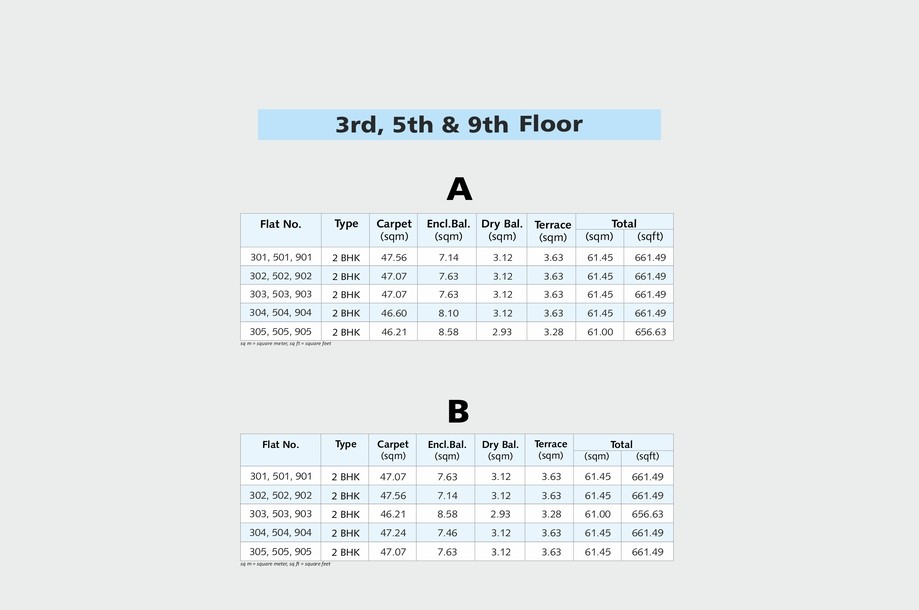 3rd, 5th & 9th Floor
A
Flat No. Type Carpet Encl.Bal. Dry Bal. Terrace Total
(sqm) (sqm) (sqm) (sqm) (sqm) (sqft)
301, 501, 901 2 BHK 47.56 7.14 3.12 3.63 61.45 661.49
302, 502, 902 2 BHK 47.07 7.63 3.12 3.63 61.45 661.49
303, 503, 903 2 BHK 47.07 7.63 3.12 3.63 61.45 661.49
304, 504, 904 2 BHK 46.60 8.10 3.12 3.63 61.45 661.49
305, 505, 905 2 BHK 46.21 8.58 2.93 3.28 61.00 656.63
sq m = square meter, sq ft = square feet
B
Flat No. Type Carpet Encl.Bal. Dry Bal. Terrace Total
(sqm) (sqm) (sqm) (sqm) (sqm) (sqft)
301, 501, 901 2 BHK 47.07 7.63 3.12 3.63 61.45 661.49
302, 502, 902 2 BHK 47.56 7.14 3.12 3.63 61.45 661.49
303, 503, 903 2 BHK 46.21 8.58 2.93 3.28 61.00 656.63
304, 504, 904 2 BHK 47.24 7.46 3.12 3.63 61.45 661.49
305, 505, 905 2 BHK 47.07 7.63 3.12 3.63 61.45 661.49
sq m = square meter, sq ft = square feet